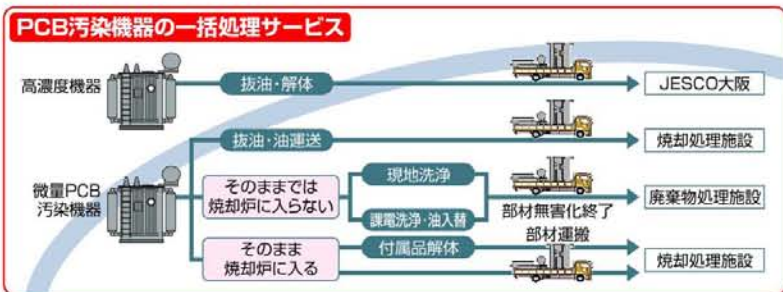 PCB汚染機器の一括処理サービス
高濃度機器
抜油・解体
JESCO大阪
抜油・油運送
焼却処理施設
微量PCB
汚染機器
そのままでは
焼却炉に入らない
現地洗浄
課電洗浄・油入替
部材無害化終了
廃棄物処理施設
部材運搬
そのまま
焼却炉に入る
付属品解体
焼却処理施設